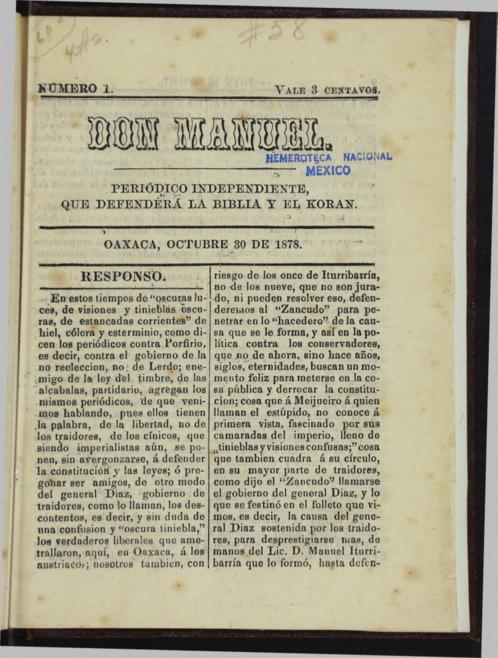 #58
60°
4 #s.
NÚMERO 1. VALE 3 CENTAVOS.
DON MANUEL.
HEMEROTECA NACIONAL
MEXICO
PERIÓDICO INDEPENDIENTE,
QUE DEFENDERÁ LA BIBLIA Y EL KORAN.
OAXACA, OCTUBRE 30 DE 1878.
RESPONSO.
En estos tiempos de "oscuras lu-
ces, de visiones y tinieblas oscu-
ras, de estancadas corrientes" de
hiel, cólera y esterminio, como di-
cen los periódicos contra Porfirio,
es decir, contra el gobierno de la
no reeleccion, no de Lerdo; ene-
migo de la ley del timbre, de las
alcabalas, partidario, agregan los
mismos periódicos, de que veni-
mos hablando, pues ellos tienen
la palabra, de la libertad, no de
los traidores, de los cínicos, que
siendo imperialistas aún, se po-
nen, sin avergonzarse, á defender
la constitución y las leyes; ó pre-
gonar ser amigos, de otro modo
del general Diaz, gobierno de
traidores, como lo llaman, los des-
contentos, es decir, y sin duda de
una confusion y "oscura tiniebla,"
los verdaderos liberales que ame-
trallaron, aquí, en Oaxaca, á los
austriacos; nosotros tambien, con
riesgo de los once de Iturribarría,
no de los nueve, que no son jura-
do, ni pueden resolver eso, defen-
deremos al "Zancudo" para pe-
netrar en lo "hacedero" de la cau-
sa que se le forma, y así en la po-
lítica contra los conservadores,
que no de ahora, sino hace años,
siglos, eternidades, buscan un mo-
mento feliz para meterse en la co-
sa pública y derrocar la constitu-
cion; cosa que á Meijueiro á quien
llaman el estúpido, no conoce á
primera vista, fascinado por sus
camaradas del imperio, lleno de
„tinieblas y visiones confusas;" cosa
que tambien cuadra á su círculo,
en su mayor parte de traidores,
como dijo el "Zancudo" llamarse
el gobierno del general Diaz, y lo
que se festinó en el folleto que vi-
mos, es decir, la causa del gene-
ral Diaz sostenida por los traido-
res, para desprestigiarse mas, de
manos del Lic. D. Manuel Iturri-
barría que lo formó, hasta defen-